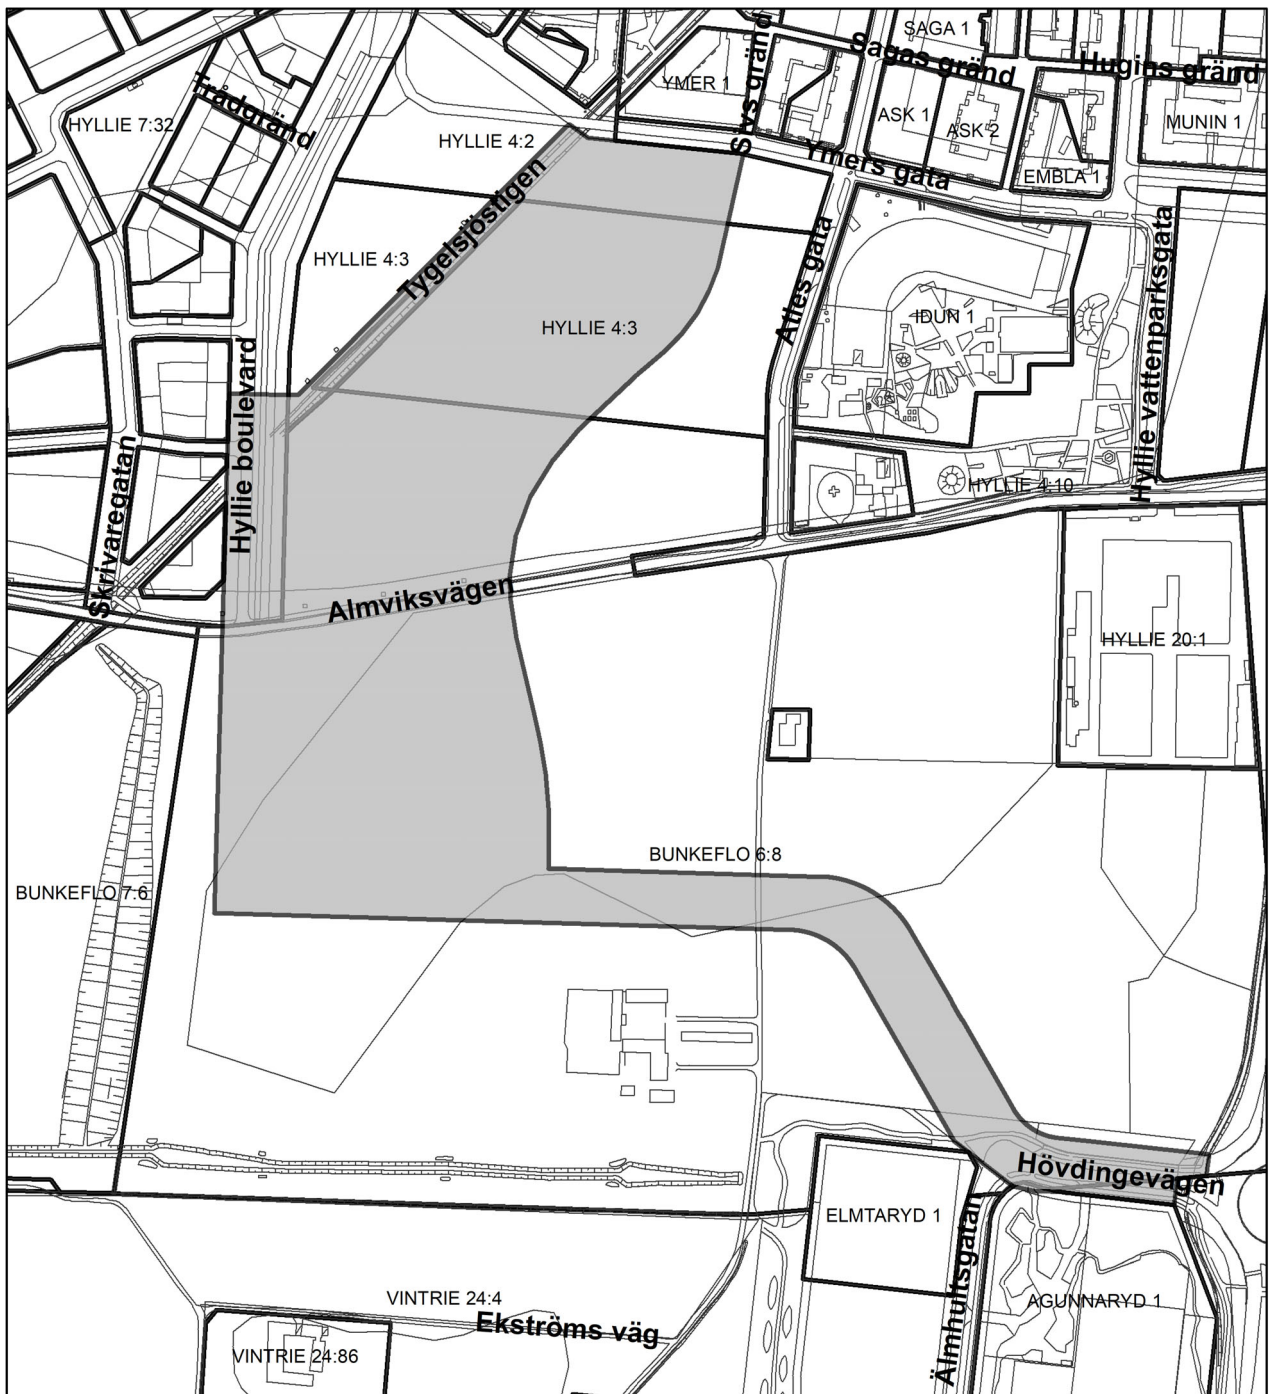 SAGA 1
Sagas gränd
Hugins gränd
Sivs gränd
Trädgränd
YMER 1
HYLLIE 7:32
ASK 1
MUNIN 1
ASK 2
HYLLIE 4:2
Ymers gata
EMBLA 1
Tygelsjöstigen
HYLLIE 4:3
Atles gata
Hyllie vattenparksgata
IDUN 1
HYLLIE 4:3
Hyllie boulevard
Skrivaregatan
HYLLIE 4:10
Almviksvägen
HYLLIE 20:1
BUNKEFLO 6:8
BUNKEFLO 7:6
Hövdingevägen
ELMTARYD 1
Älmhultsgatan
VINTRIE 24:4
AGUNNARYD 1
Ekströms väg
VINTRIE 24:86